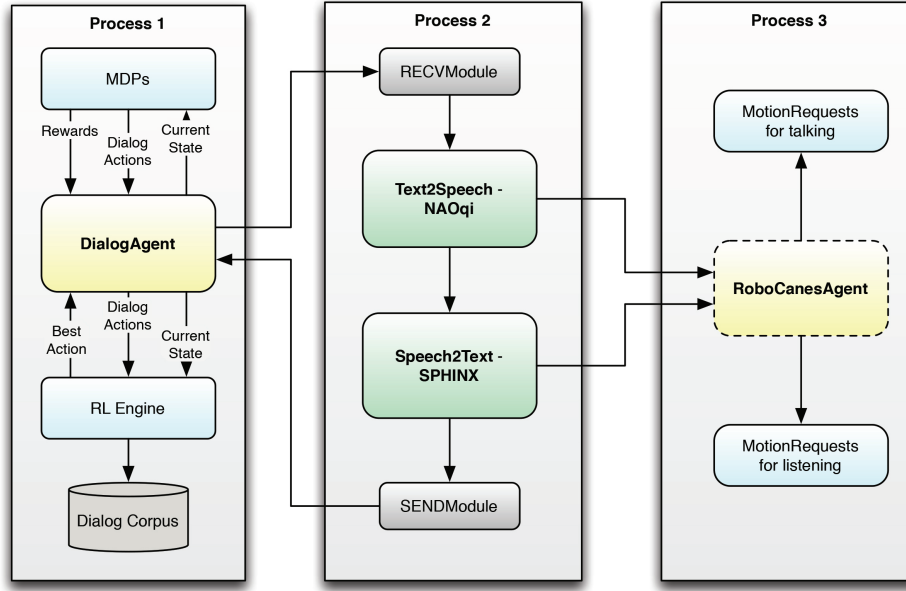 Process 1
MDPs
Rewards
Dialog
Actions
Current
State
DialogAgent
Best
Action
Dialog
Actions
Current
State
RL Engine
Dialog Corpus
Process 2
RECVModule
Text2Speech -
NAOqi
Speech2Text -
SPHINX
SENDModule
Process 3
MotionRequests
for talking
RoboCanesAgent
MotionRequests
for listening